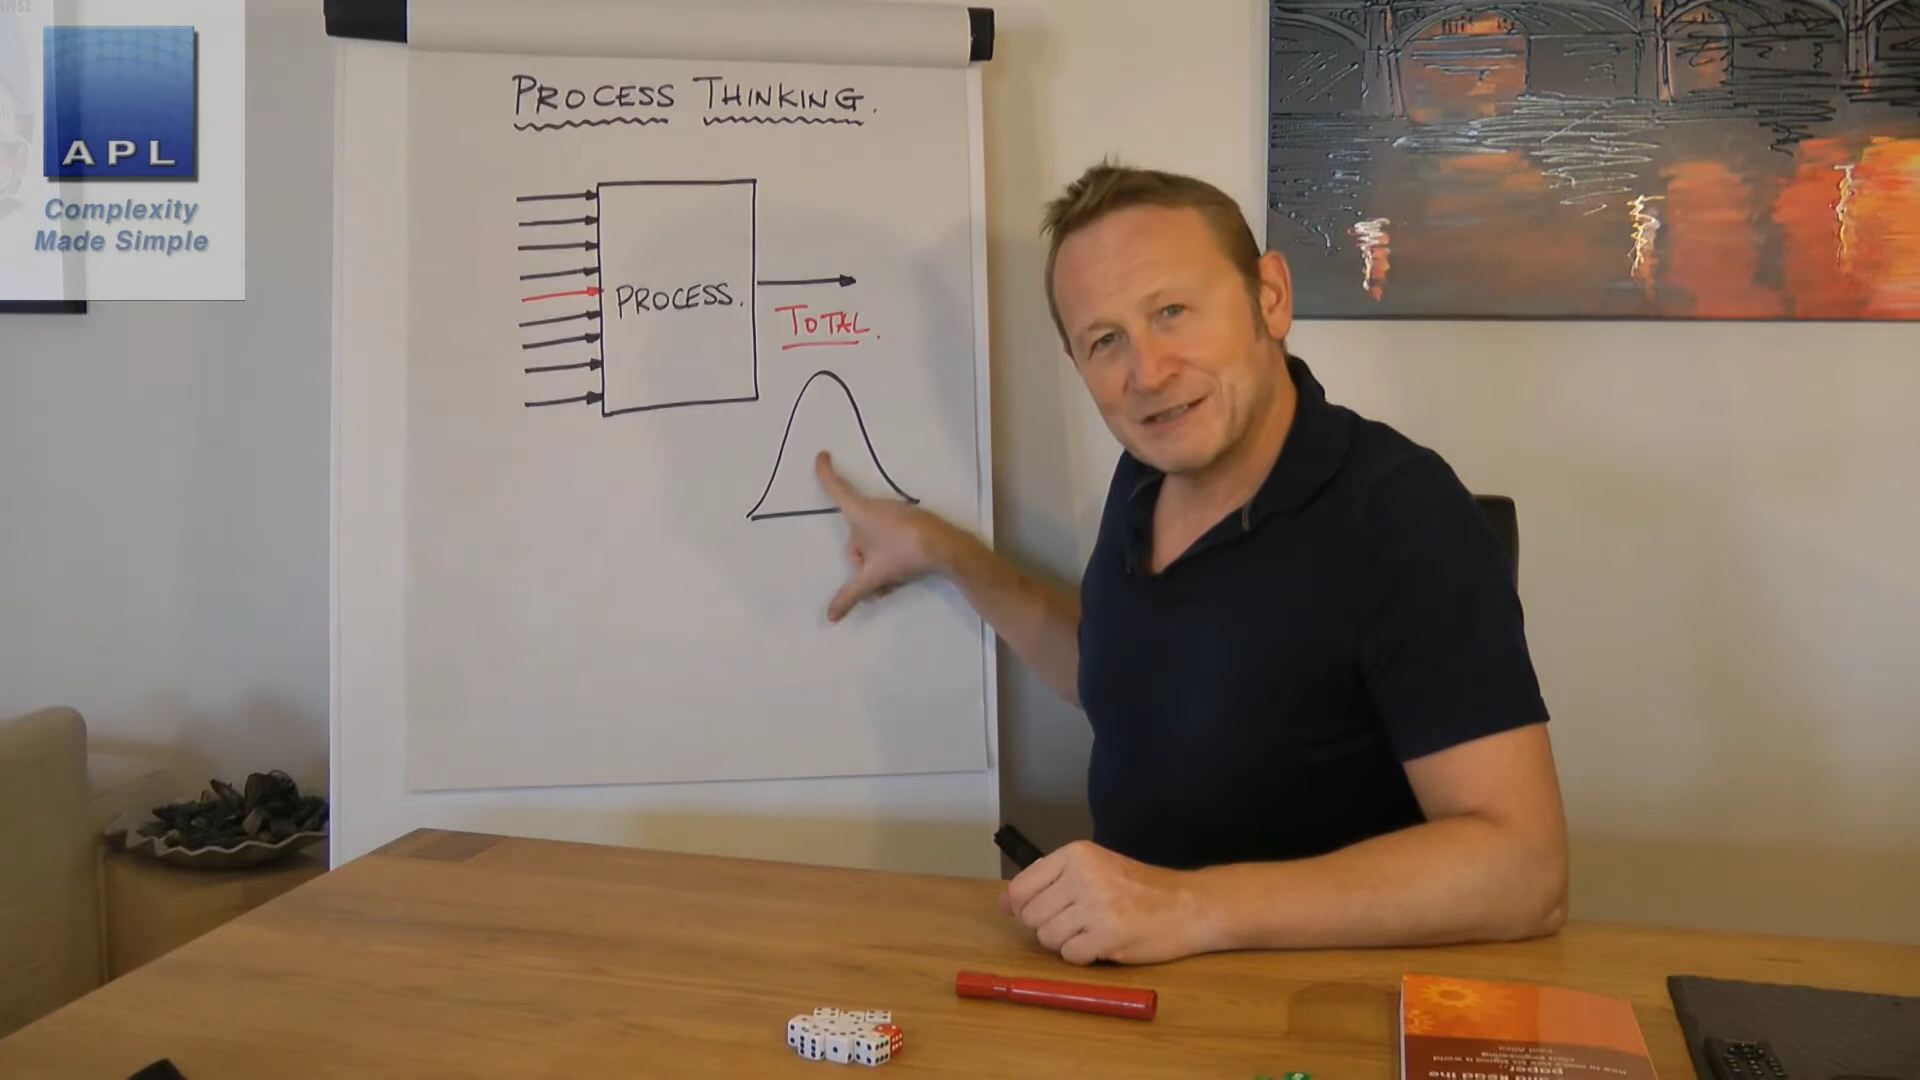 APL
Complexity
Made Simple
PROCESS THINKING.
PROCESS.
TOTAL.